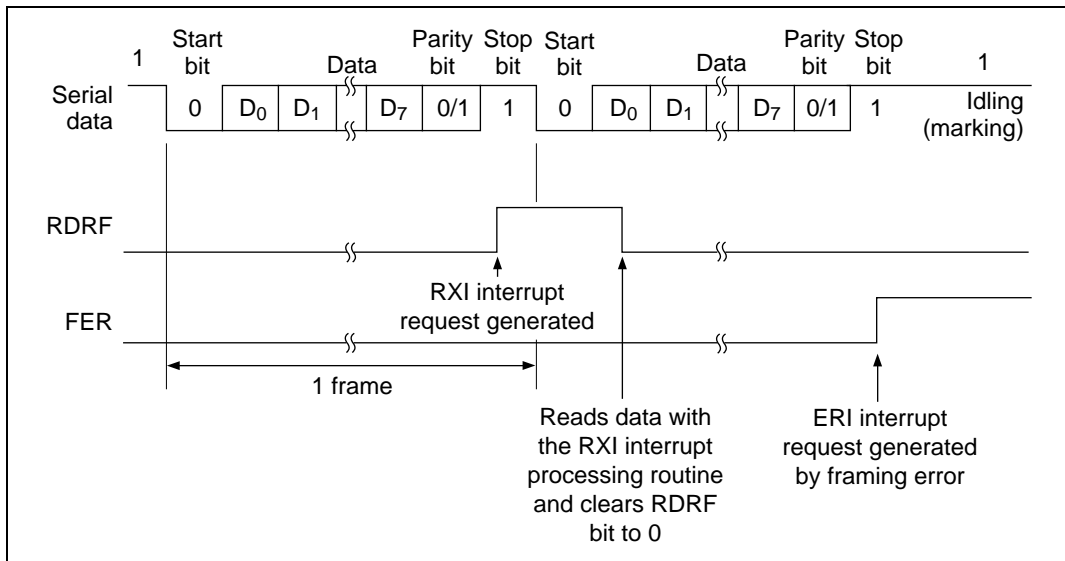 Start bit
Parity bit
Stop bit
Start bit
Parity bit
Stop bit
1
Data
Data
1
Serial data
0 D₀ D₁ D₇ 0/1 1 0 D₀ D₁ D₇ 0/1 1
Idling (marking)
RDRF
RXI interrupt
request generated
FER
1 frame
Reads data with
the RXI interrupt
processing routine
and clears RDRF
bit to 0
ERI interrupt
request generated
by framing error